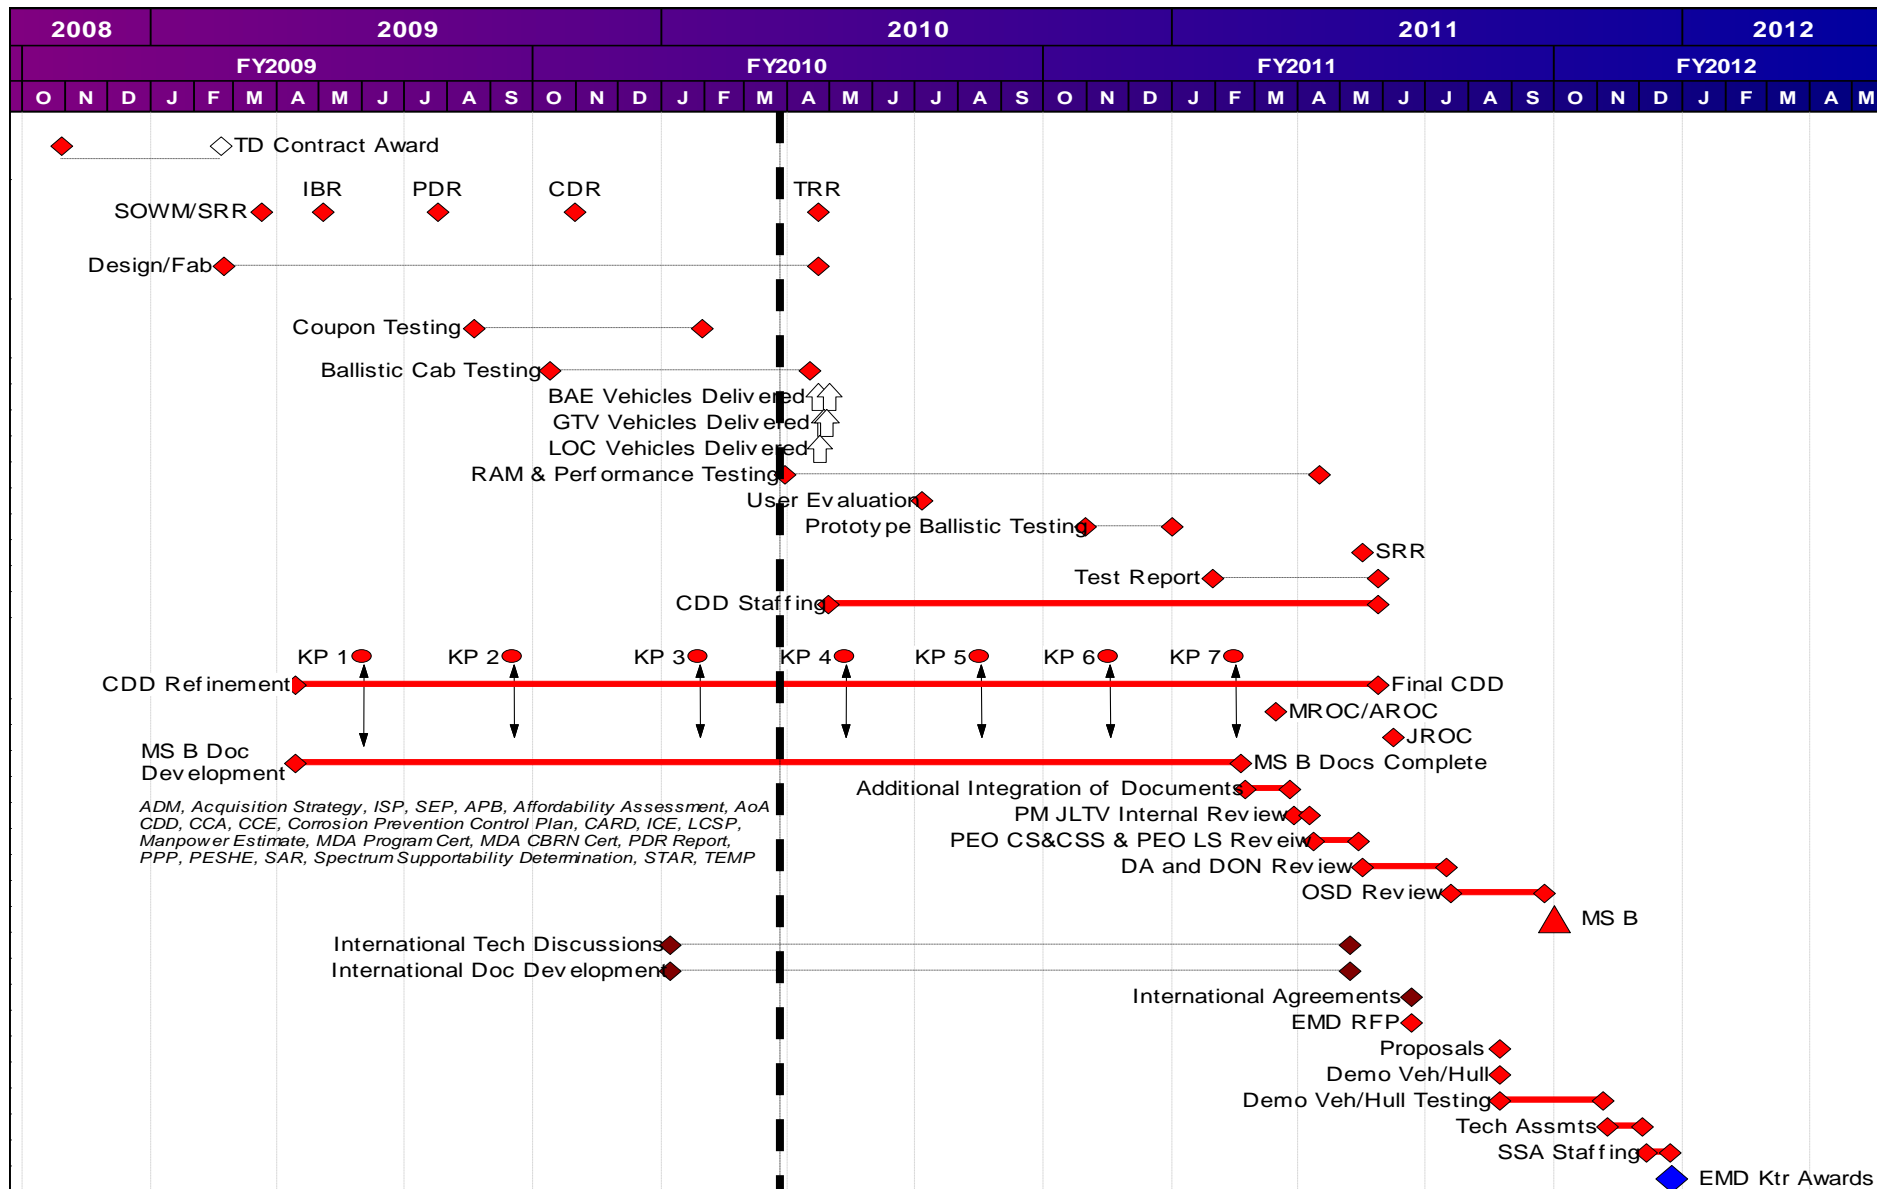 2008 2009 2010 2011 2012
FY2009 FY2010 FY2011 FY2012
O N D J F M A M J J A S O N D J F M A M J J A S O N D J F M A M J J A S O N D J F M A M
TD Contract Award
IBR PDR CDR TRR
SOWM/SRR
Design/Fab
Coupon Testing
Ballistic Cab Testing
BAE Vehicles Delivered
GTV Vehicles Delivered
LOC Vehicles Delivered
RAM & Performance Testing
User Evaluation
Prototype Ballistic Testing
SRR
Test Report
CDD Staffing
KP 1 KP 2 KP 3 KP 4 KP 5 KP 6 KP 7
CDD Refinement Final CDD
MROC/AROC
JROC
MS B Doc
Development
MS B Docs Complete
Additional Integration of Documents
ADM, Acquisition Strategy, ISP, SEP, APB, Affordability Assessment, AoA
CDD, CCA, CCE, Corrosion Prevention Control Plan, CARD, ICE, LCSP,
Manpower Estimate, MDA Program Cert, MDA CBRN Cert, PDR Report,
PPP, PESHE, SAR, Spectrum Supportability Determination, STAR, TEMP
PM JLTV Internal Review
PEO CS&CSS & PEO LS Reveiw
DA and DON Review
OSD Review
MS B
International Tech Discussions
International Doc Development
International Agreements
EMD RFP
Proposals
Demo Veh/Hull
Demo Veh/Hull Testing
Tech Assmts
SSA Staffing
EMD Ktr Awards